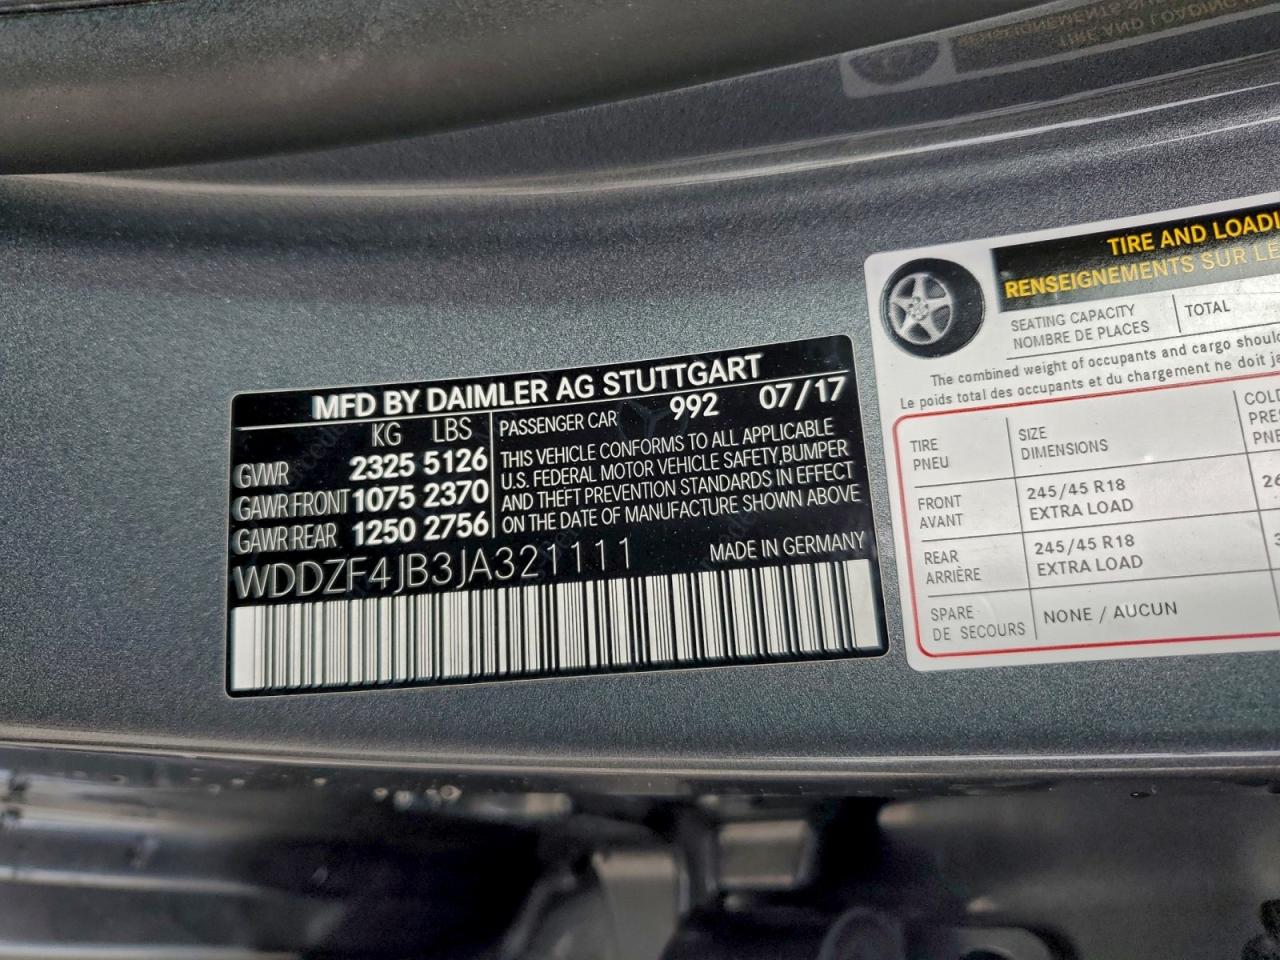 MFD BY DAIMLER AG STUTTGART
KG LBS
GVWR 2325 5126
GAWR FRONT 1075 2370
GAWR REAR 1250 2756
PASSENGER CAR 992 07/17
THIS VEHICLE CONFORMS TO ALL APPLICABLE
U.S. FEDERAL MOTOR VEHICLE SAFETY,BUMPER
AND THEFT PREVENTION STANDARDS IN EFFECT
ON THE DATE OF MANUFACTURE SHOWN ABOVE
WDDZF4JB3JA321111
MADE IN GERMANY
TIRE AND LOADI
RENSEIGNEMENTS SUR LE
SEATING CAPACITY
NOMBRE DE PLACES
TOTAL
The combined weight of occupants and cargo shoul
Le poids total des occupants et du chargement ne doit ja
TIRE
PNEU
SIZE
DIMENSIONS
COL
PRE
PNE
FRONT
AVANT
245/45 R18
EXTRA LOAD
26
REAR
ARRIÈRE
245/45 R18
EXTRA LOAD
3
SPARE
DE SECOURS
NONE / AUCUN